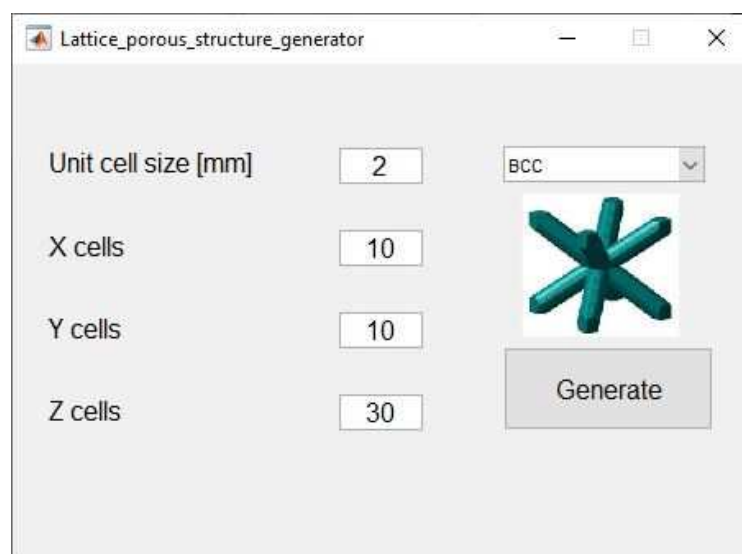 Lattice_porous_structure_generator
Unit cell size [mm] 2 BCC
X cells 10
Y cells 10
Generate
Z cells 30